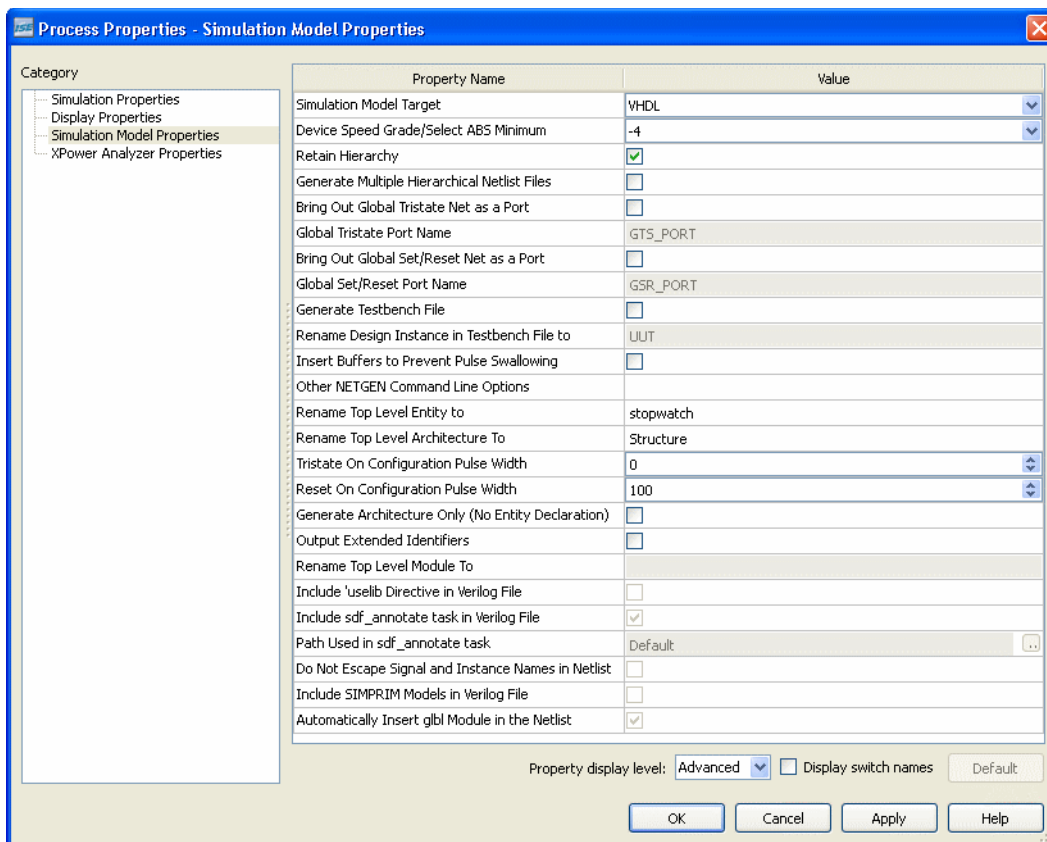 ISE Process Properties - Simulation Model Properties
Category
Simulation Properties
Display Properties
Simulation Model Properties
XPower Analyzer Properties
Property Name Value
Simulation Model Target VHDL
Device Speed Grade/Select ABS Minimum -4
Retain Hierarchy
Generate Multiple Hierarchical Netlist Files
Bring Out Global Tristate Net as a Port
Global Tristate Port Name GTS_PORT
Bring Out Global Set/Reset Net as a Port
Global Set/Reset Port Name GSR_PORT
Generate Testbench File
Rename Design Instance in Testbench File to UUT
Insert Buffers to Prevent Pulse Swallowing
Other NETGEN Command Line Options
Rename Top Level Entity to stopwatch
Rename Top Level Architecture To Structure
Tristate On Configuration Pulse Width 0
Reset On Configuration Pulse Width 100
Generate Architecture Only (No Entity Declaration)
Output Extended Identifiers
Rename Top Level Module To
Include 'uselib Directive in Verilog File
Include sdf_annotate task in Verilog File
Path Used in sdf_annotate task Default ..
Do Not Escape Signal and Instance Names in Netlist
Include SIMPRIM Models in Verilog File
Automatically Insert glbl Module in the Netlist
Property display level: Advanced Display switch names Default
OK Cancel Apply Help